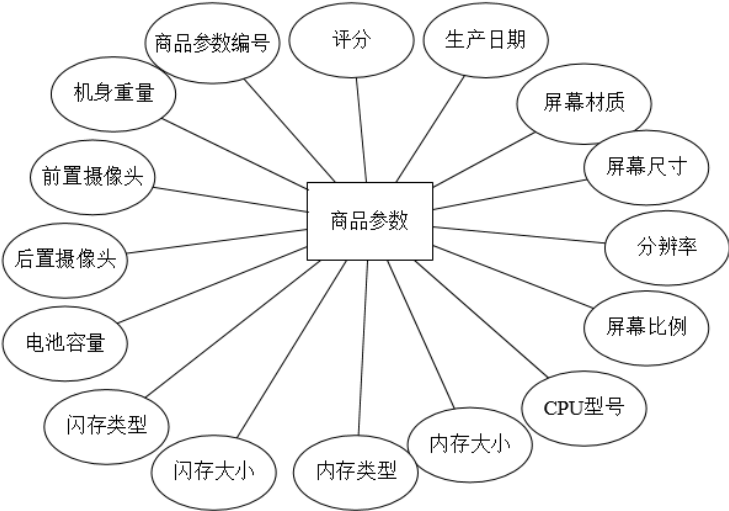 商品参数编号
评分
生产日期
机身重量
屏幕材质
前置摄像头
屏幕尺寸
商品参数
后置摄像头
分辨率
电池容量
屏幕比例
闪存类型
CPU型号
闪存大小
内存类型
内存大小